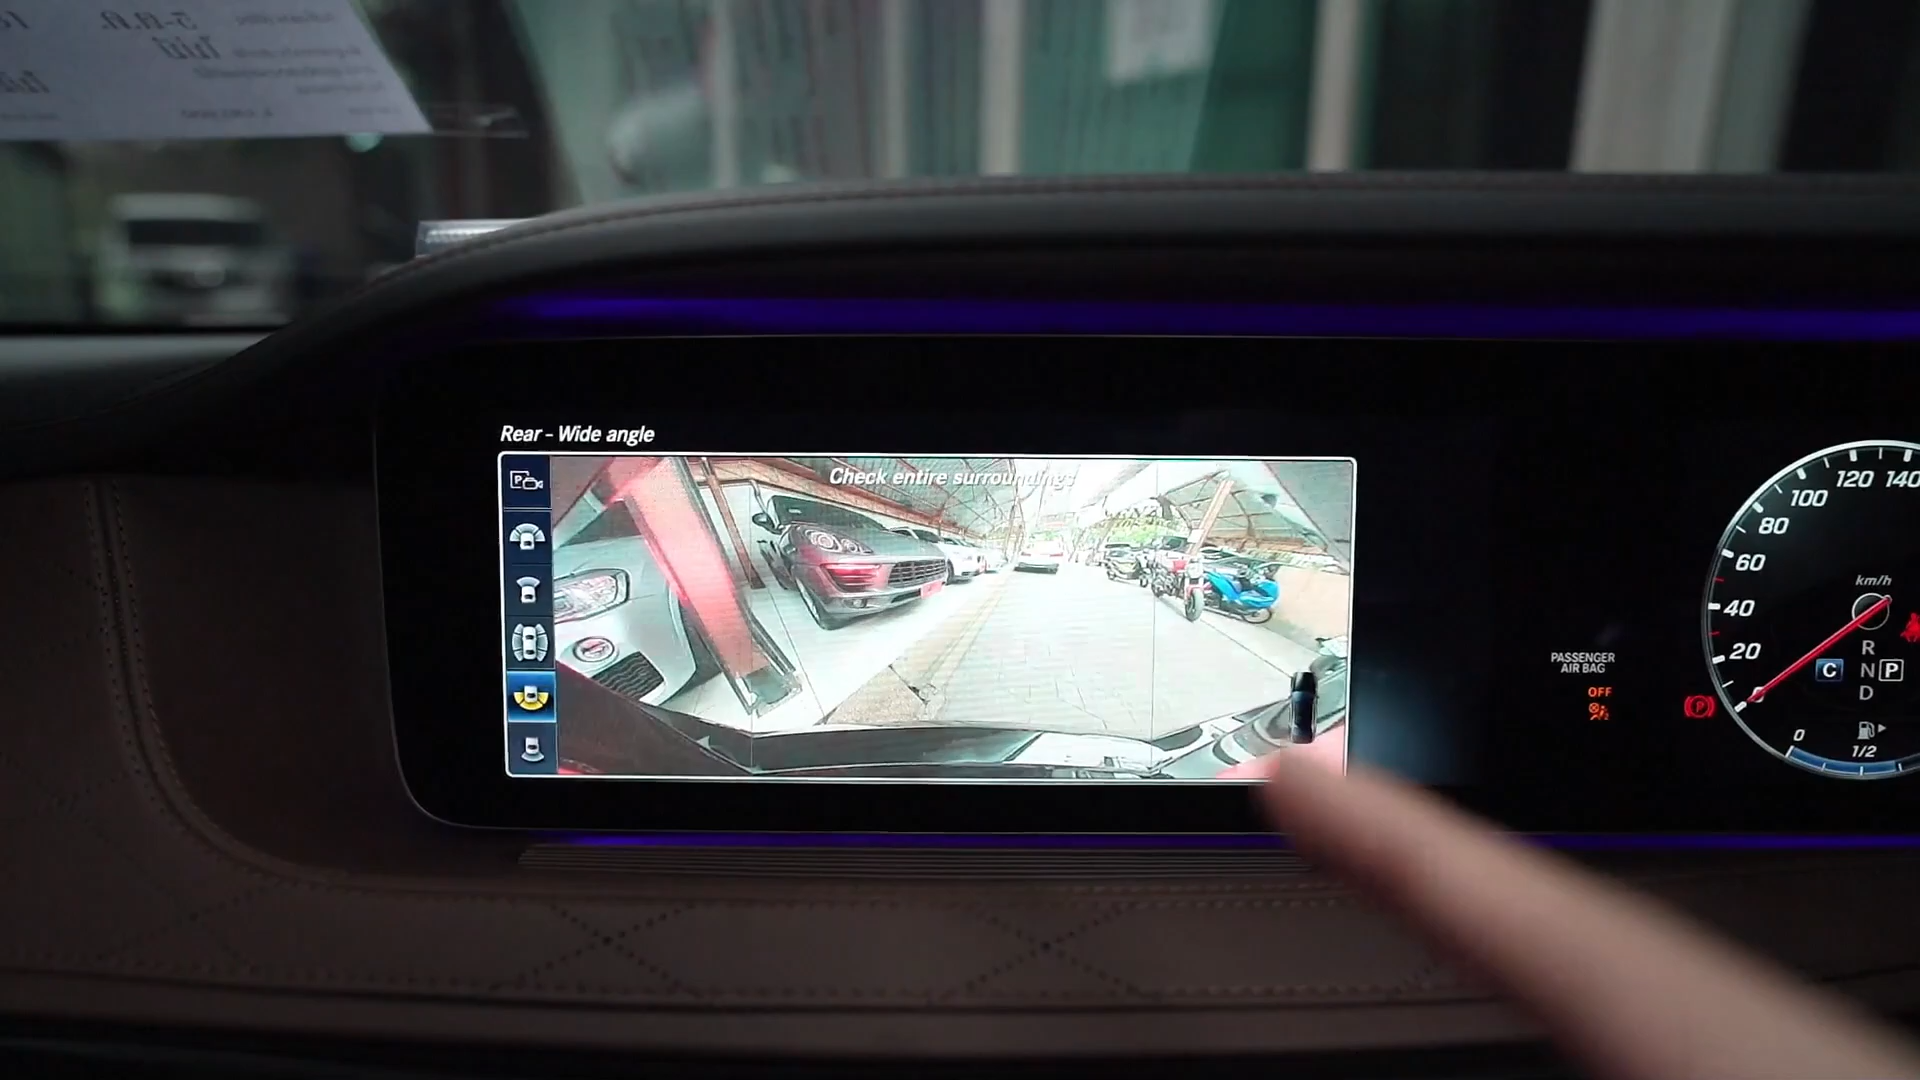 Rear - Wide angle
Check entire surroundings
P
120 140
100
80
60
40
20
0
km/h
R
N
D
C
P
1/2
PASSENGER
AIR BAG
OFF
P